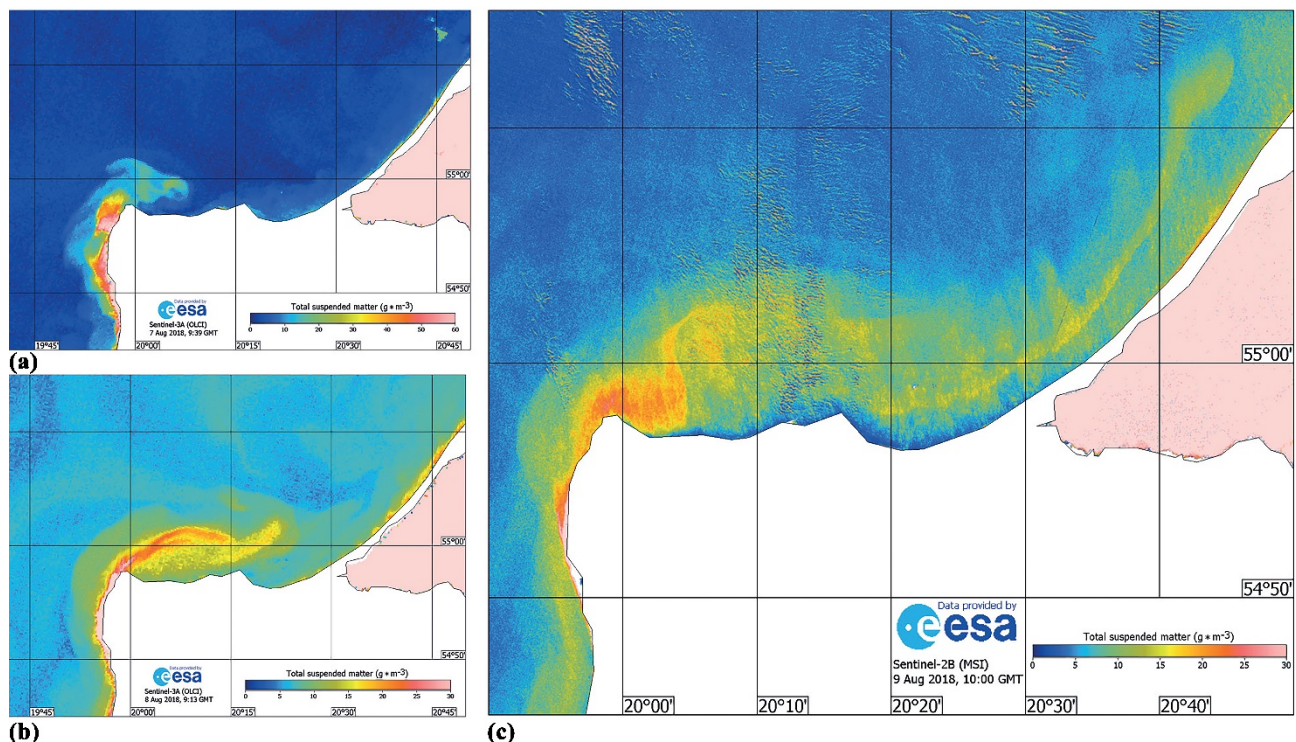 55°00'
54°50'
Data provided by
esa
Sentinel-3A (OLCI)
7 Aug 2018, 9:39 GMT
Total suspended matter (g * m-3)
0 10 20 30 40 50 60
19°45' 20°00' 20°15' 20°30' 20°45'
(a)
55°00'
54°50'
Data provided by
esa
Sentinel-3A (OLCI)
8 Aug 2018, 9:13 GMT
Total suspended matter (g * m-3)
0 5 10 15 20 25 30
19°45' 20°00' 20°15' 20°30' 20°45'
(b)
55°00'
54°50'
Data provided by
esa
Sentinel-2B (MSI)
9 Aug 2018, 10:00 GMT
Total suspended matter (g * m-3)
0 5 10 15 20 25 30
20°00' 20°10' 20°20' 20°30' 20°40'
(c)